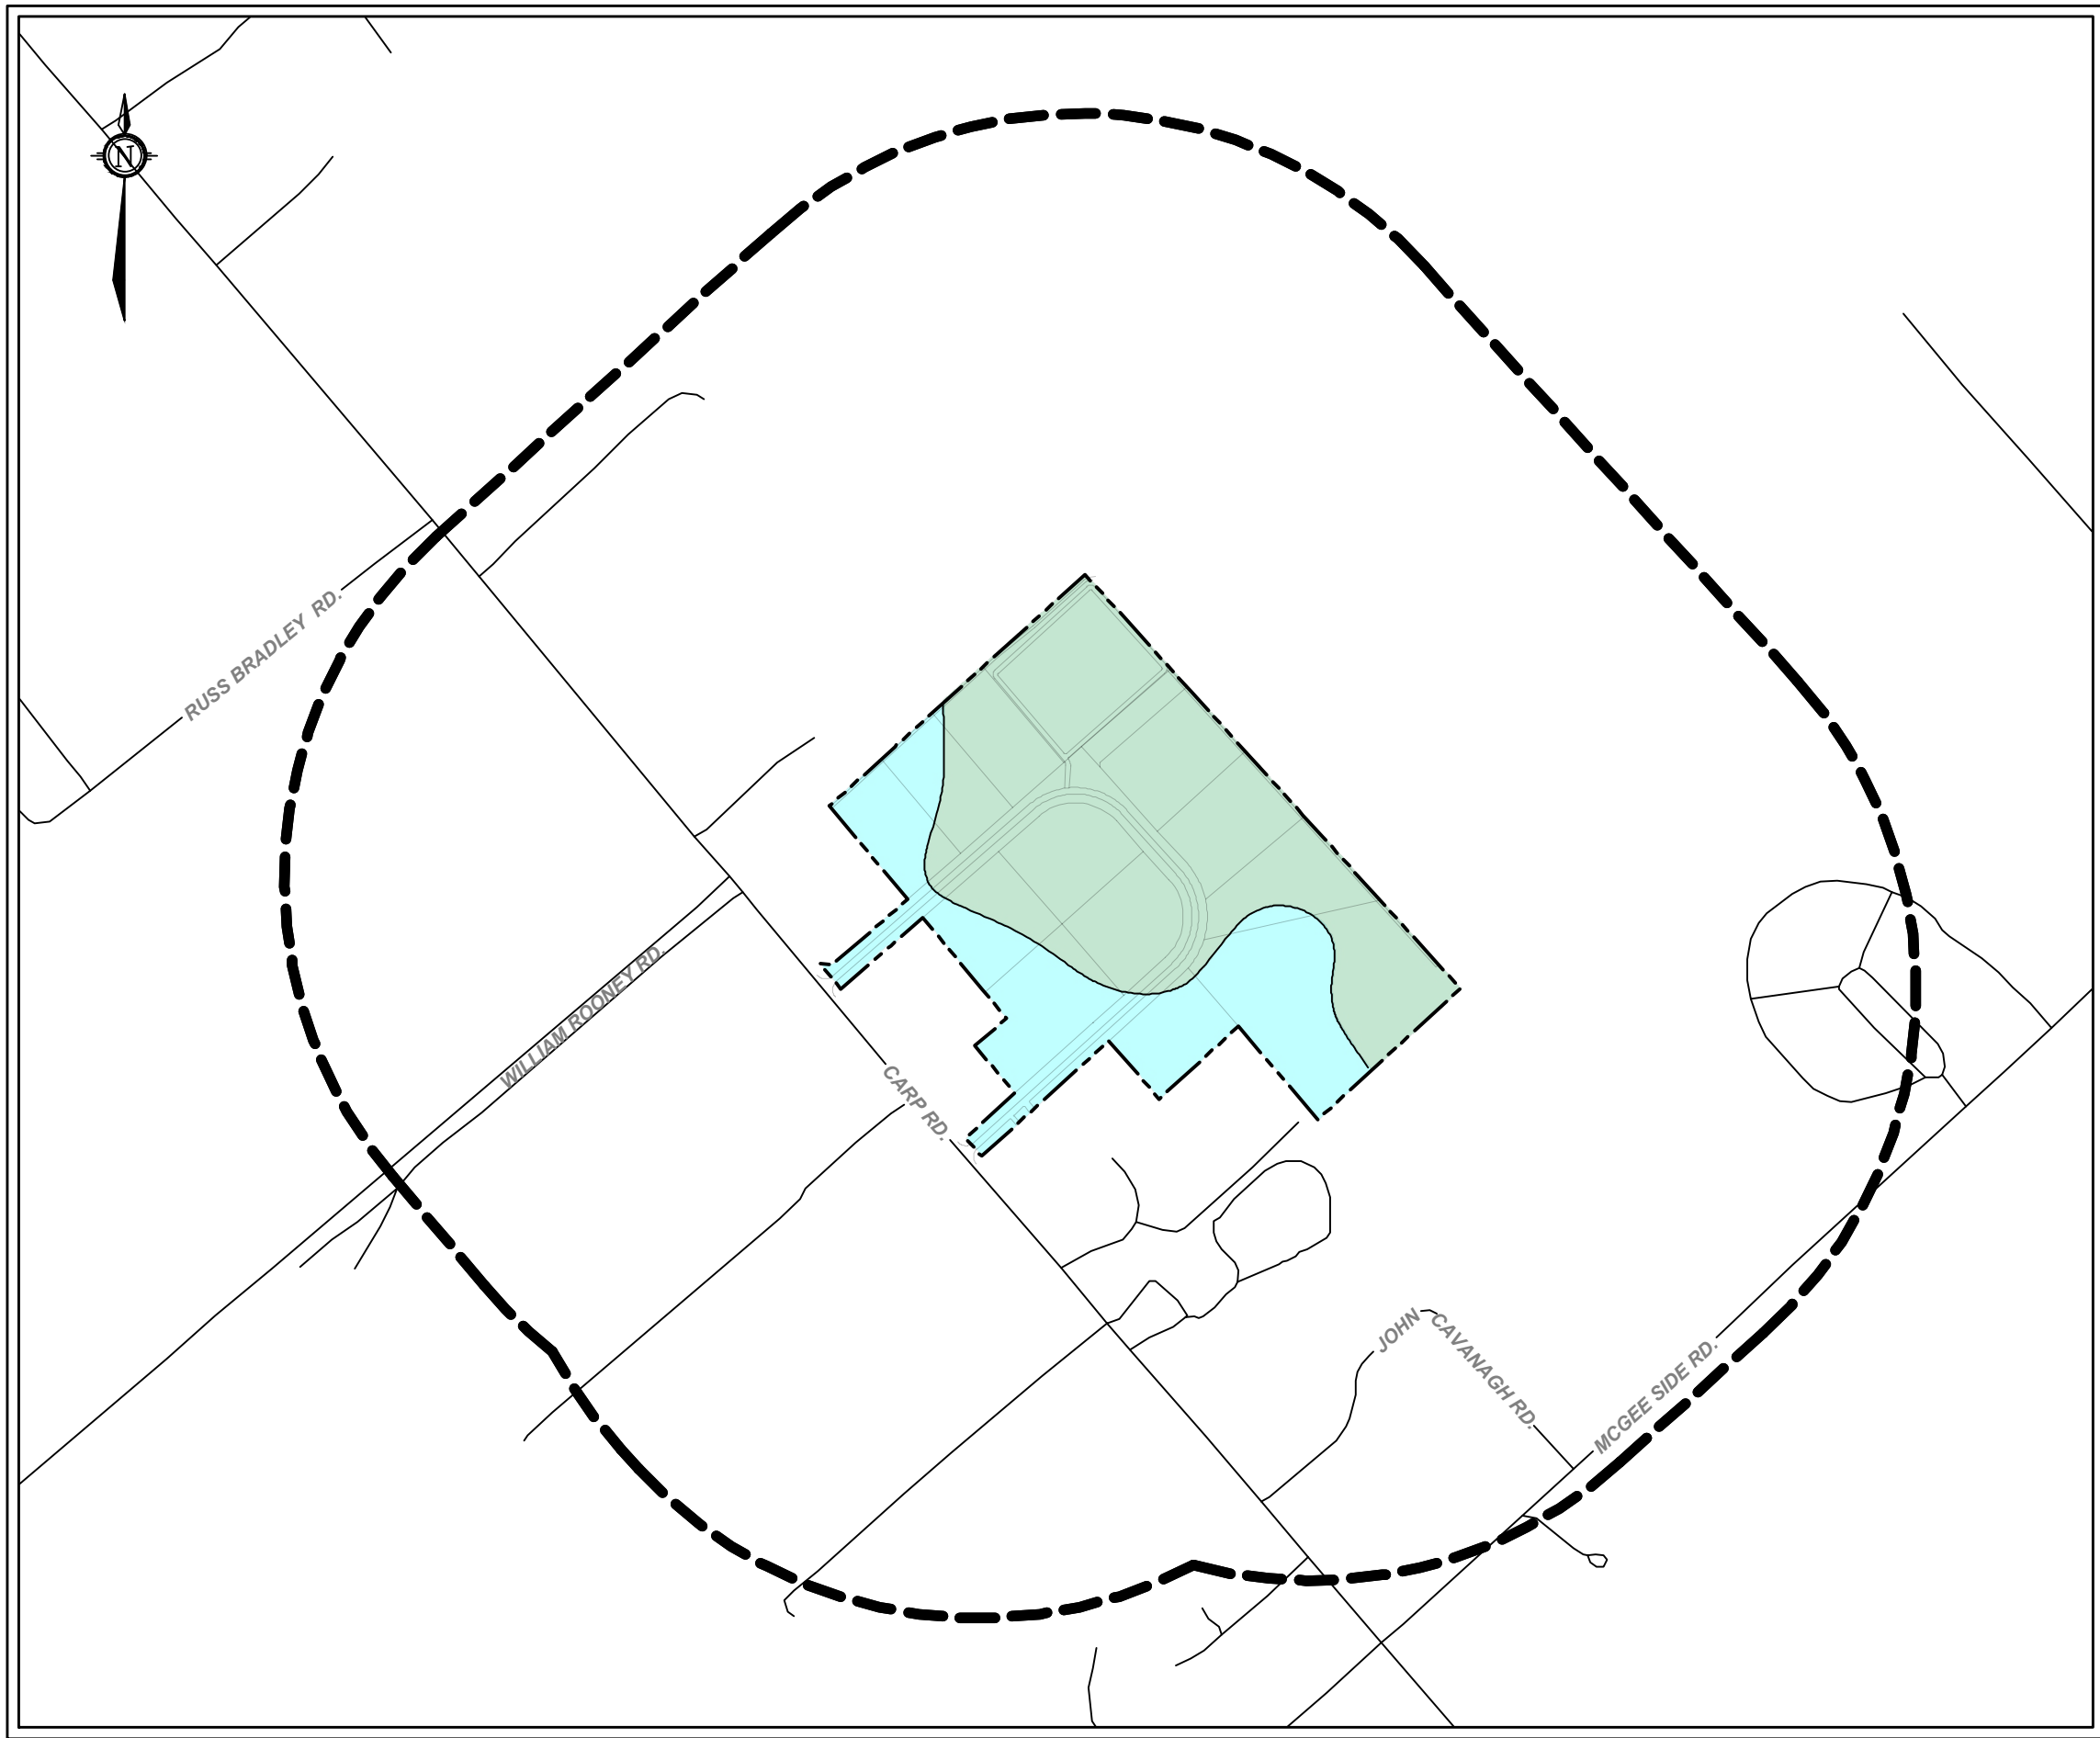 N
RUSS BRADLEY RD.
WILLIAM ROONEY RD.
CARP RD.
JOHN CAVANAGH RD.
MCGEE SIDE RD.